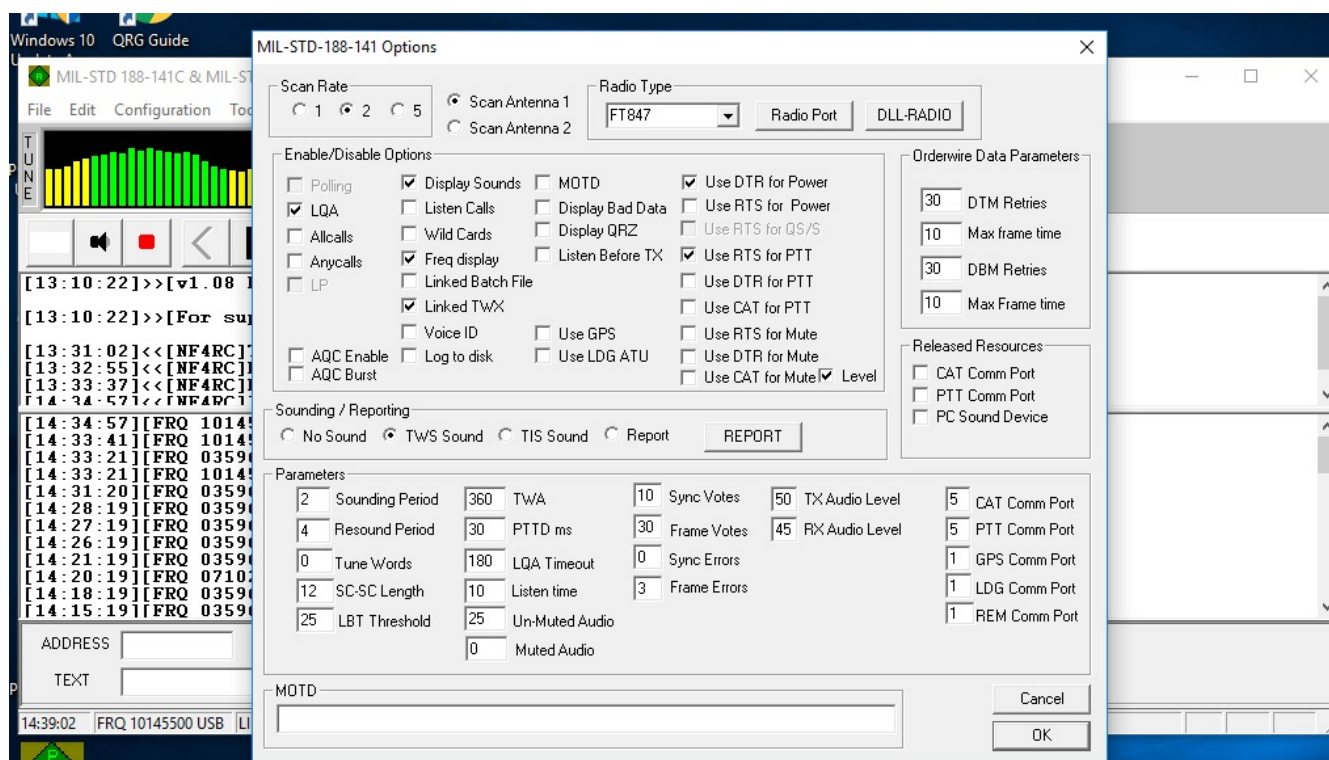 Windows 10 QRG Guide
MIL-STD 188-141C & MIL-ST
File Edit Configuration Too
TUNE
[13:10:22]>>[v1.08
[13:10:22]>>[For sup
[13:31:02]<<[NF4RC]
[13:32:55]<<[NF4RC]
[13:33:37]<<[NF4RC]
[14:34:57]<<[NF4RC]
[14:34:57][FRQ 1014
[14:33:41][FRQ 1014
[14:33:21][FRQ 0359
[14:33:21][FRQ 1014
[14:31:20][FRQ 0359
[14:28:19][FRQ 0359
[14:27:19][FRQ 0359
[14:26:19][FRQ 0359
[14:21:19][FRQ 0359
[14:20:19][FRQ 0710
[14:18:19][FRQ 0359
[14:15:19][FRQ 0359
ADDRESS
TEXT
14:39:02 FRQ 10145500 USB LI
MIL-STD-188-141 Options
Scan Rate
1 2 5
Scan Antenna 1
Scan Antenna 2
Radio Type
FT847 Radio Port DLL-RADIO
Enable/Disable Options
Polling
LQA
Allcalls
Anycalls
LP
AQC Enable
AQC Burst
Display Sounds
Listen Calls
Wild Cards
Freq display
Linked Batch File
Linked TWX
Voice ID
Log to disk
MOTD
Display Bad Data
Display QRZ
Listen Before TX
Use GPS
Use LDG ATU
Use DTR for Power
Use RTS for Power
Use RTS for QS/S
Use RTS for PTT
Use DTR for PTT
Use CAT for PTT
Use RTS for Mute
Use DTR for Mute
Use CAT for Mute Level
Orderwire Data Parameters
30 DTM Retries
10 Max frame time
30 DBM Retries
10 Max Frame time
Released Resources
CAT Comm Port
PTT Comm Port
PC Sound Device
Sounding / Reporting
No Sound TWS Sound TIS Sound Report REPORT
Parameters
2 Sounding Period
4 Resound Period
0 Tune Words
12 SC-SC Length
25 LBT Threshold
360 TWA
30 PTTD ms
180 LQA Timeout
10 Listen time
25 Un-Muted Audio
0 Muted Audio
10 Sync Votes
30 Frame Votes
0 Sync Errors
3 Frame Errors
50 TX Audio Level
45 RX Audio Level
5 CAT Comm Port
5 PTT Comm Port
1 GPS Comm Port
1 LDG Comm Port
1 REM Comm Port
MOTD
Cancel
OK